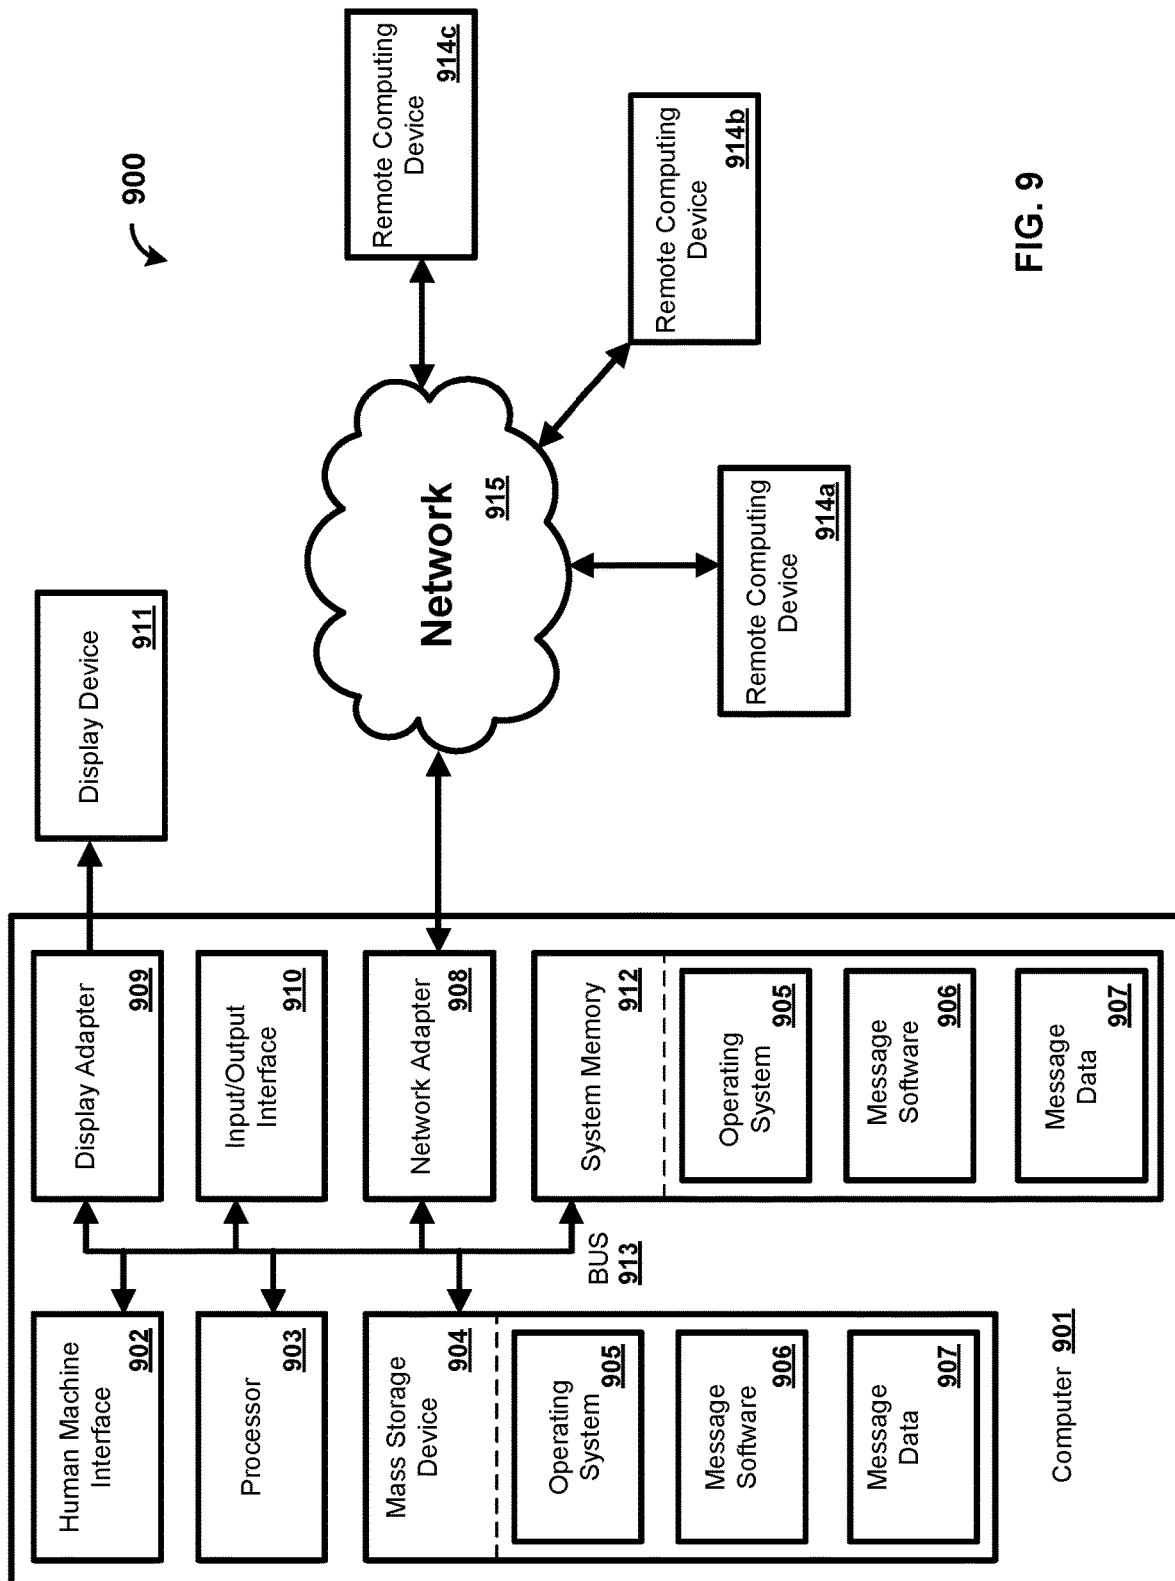 900
Human Machine
Interface
902
Processor
903
Mass Storage
Device
904
Operating
System
905
Message
Software
906
Message
Data
907
Computer 901
BUS
913
Display Adapter
909
Input/Output
Interface
910
Network Adapter
908
System Memory
912
Operating
System
905
Message
Software
906
Message
Data
907
Display Device
911
Network
915
Remote Computing
Device
914a
Remote Computing
Device
914b
Remote Computing
Device
914c
FIG. 9